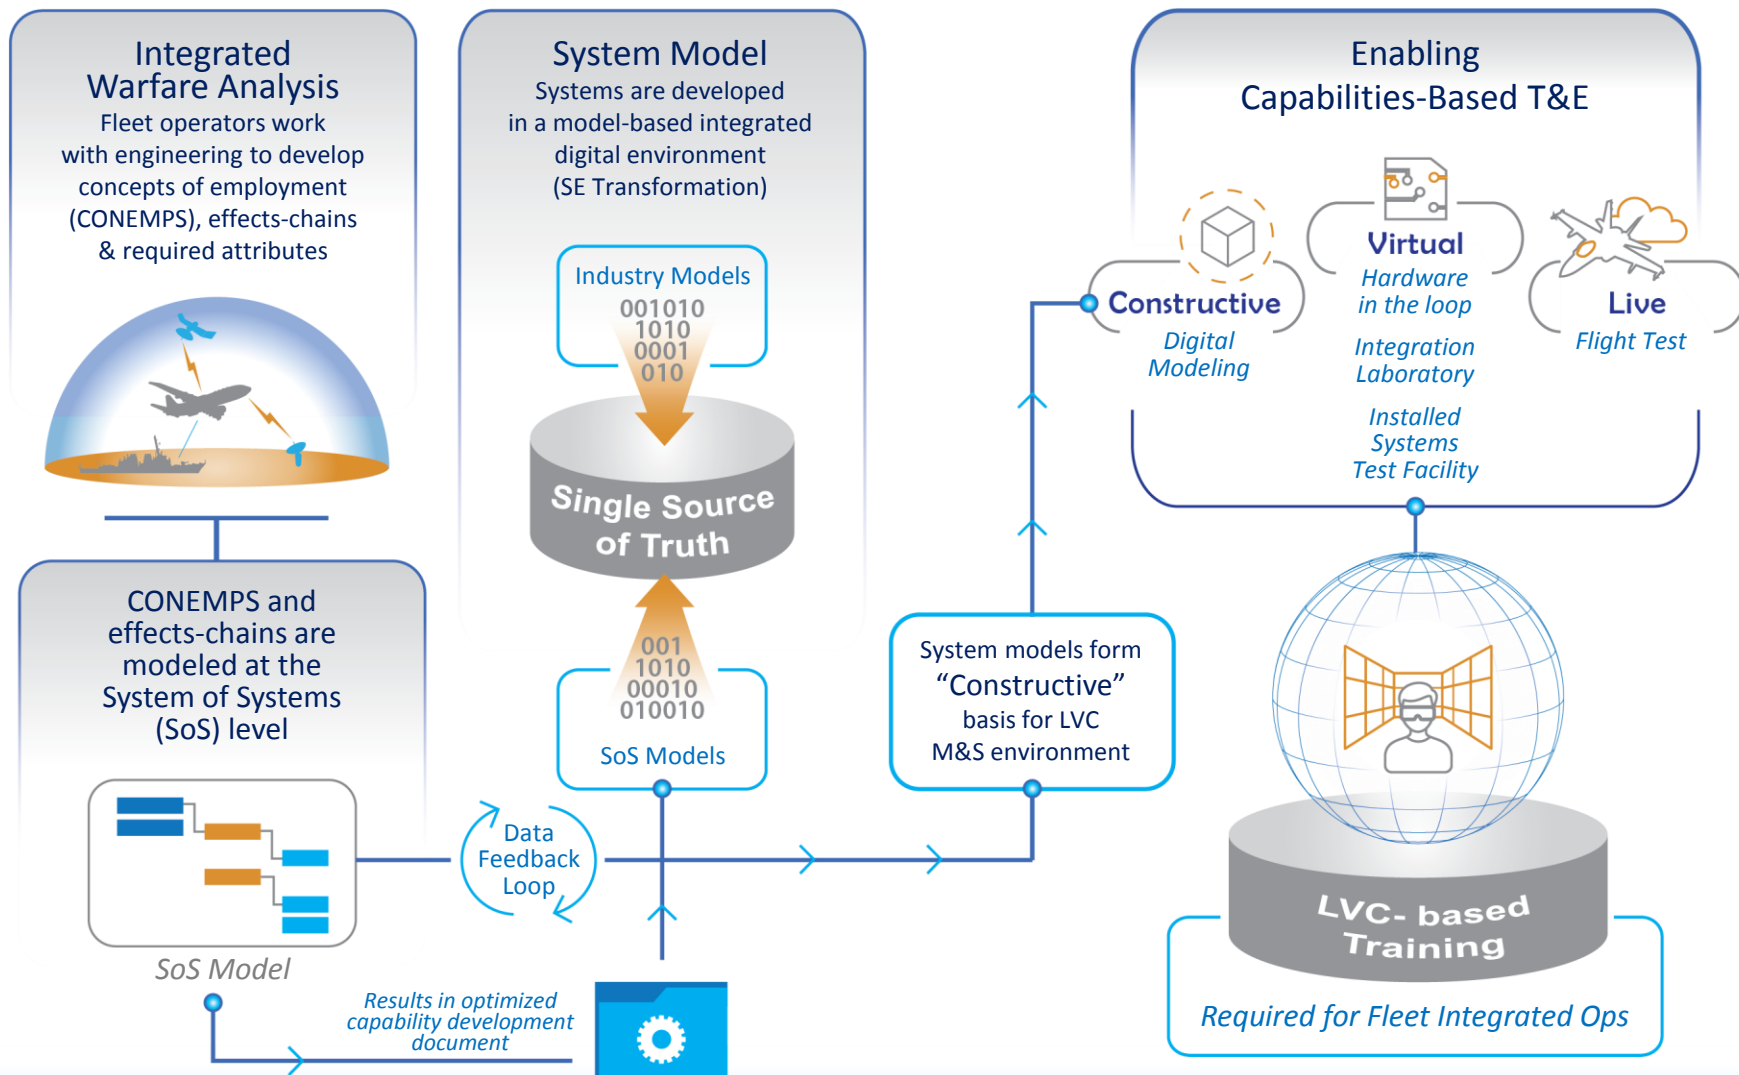 Integrated
Warfare Analysis
Fleet operators work
with engineering to develop
concepts of employment
(CONEMPS), effects-chains
& required attributes
CONEMPS and
effects-chains are
modeled at the
System of Systems
(SoS) level
SoS Model
Results in optimized
capability development
document
Data
Feedback
Loop
System Model
Systems are developed
in a model-based integrated
digital environment
(SE Transformation)
Industry Models
001010
1010
0001
010
Single Source
of Truth
001
1010
00010
010010
SoS Models
System models form
“Constructive”
basis for LVC
M&S environment
Enabling
Capabilities-Based T&E
Constructive
Digital
Modeling
Virtual
Hardware
in the loop
Integration
Laboratory
Installed
Systems
Test Facility
Live
Flight Test
LVC- based
Training
Required for Fleet Integrated Ops